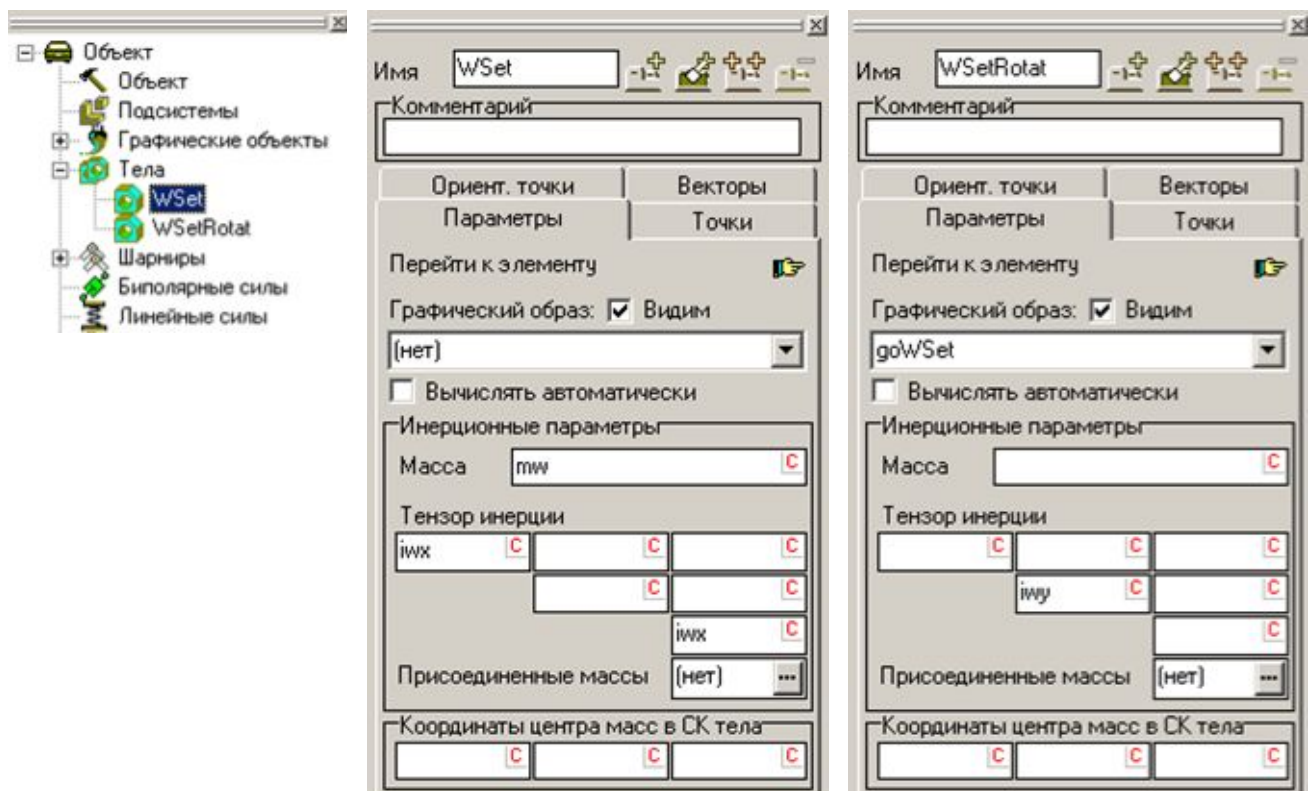 Объект
Объект
Подсистемы
Графические объекты
Тела
WSet
WSetRotat
Шарниры
Биполярные силы
Линейные силы
Имя WSet
Комментарий
Ориент. точки Векторы
Параметры Точки
Перейти к элементу
Графический образ: Видим
(нет)
Вычислять автоматически
Инерционные параметры
Масса mw C
Тензор инерции
iwx C C C
C C
iwx C
Присоединенные массы (нет) ...
Координаты центра масс в СК тела
C C C
Имя WSetRotat
Комментарий
Ориент. точки Векторы
Параметры Точки
Перейти к элементу
Графический образ: Видим
goWSet
Вычислять автоматически
Инерционные параметры
Масса C
Тензор инерции
C C C
iwy C C
C
Присоединенные массы (нет) ...
Координаты центра масс в СК тела
C C C